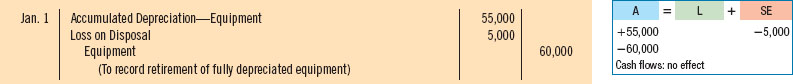 Jan. 1 Accumulated Depreciation—Equipment 55,000
Loss on Disposal 5,000
Equipment 60,000
(To record retirement of fully depreciated equipment)
A = L + SE
+55,000 −5,000
−60,000
Cash flows: no effect